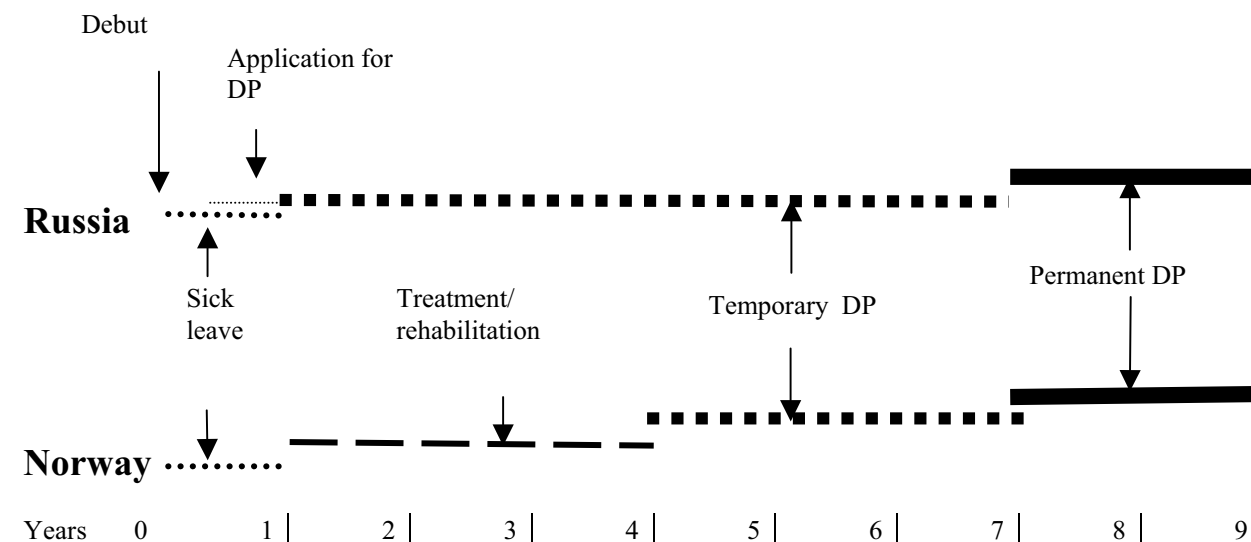 Debut
Application for
DP
Russia
Sick
leave
Treatment/
rehabilitation
Temporary DP
Permanent DP
Norway
Years 0 1 2 3 4 5 6 7 8 9